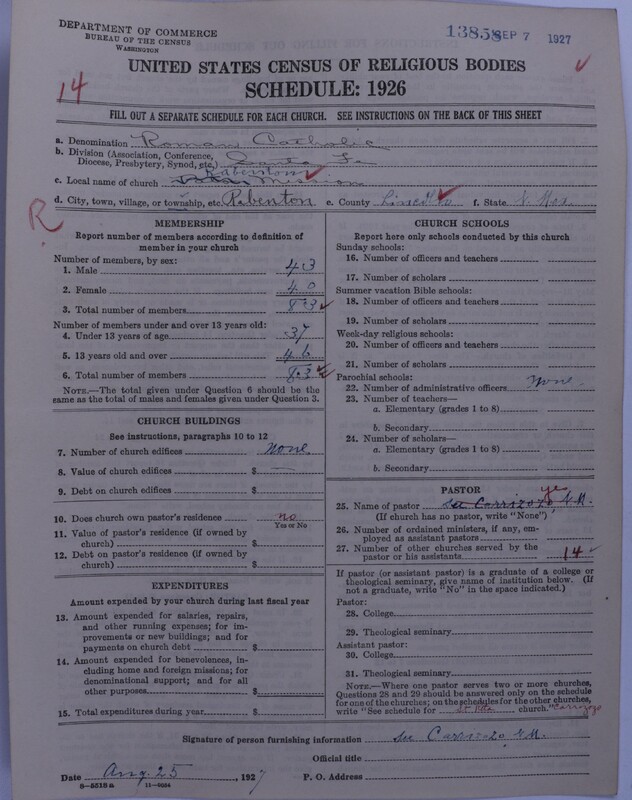 DEPARTMENT OF COMMERCE
BUREAU OF THE CENSUS
WASHINGTON
13858 SEP 7 1927
UNITED STATES CENSUS OF RELIGIOUS BODIES
SCHEDULE: 1926
14
FILL OUT A SEPARATE SCHEDULE FOR EACH CHURCH. SEE INSTRUCTIONS ON THE BACK OF THIS SHEET
a. Denomination Roman Catholic
b. Division (Association, Conference, Diocese, Presbytery, Synod, etc.) Santa Fe
Rabenton
c. Local name of church Mission
d. City, town, village, or township, etc. Rabenton e. County Lincoln f. State N. Mex.
R
MEMBERSHIP
Report number of members according to definition of member in your church
Number of members, by sex:
1. Male 43
2. Female 40
3. Total number of members 83
Number of members under and over 13 years old:
4. Under 13 years of age 37
5. 13 years old and over 46
6. Total number of members 83
NOTE.—The total given under Question 6 should be the same as the total of males and females given under Question 3.
CHURCH BUILDINGS
See instructions, paragraphs 10 to 12
7. Number of church edifices None
8. Value of church edifices $
9. Debt on church edifices $
10. Does church own pastor's residence no
Yes or No
11. Value of pastor's residence (if owned by church) $
12. Debt on pastor's residence (if owned by church) $
EXPENDITURES
Amount expended by your church during last fiscal year
13. Amount expended for salaries, repairs, and other running expenses; for improvements or new buildings; and for payments on church debt $
14. Amount expended for benevolences, including home and foreign missions; for denominational support; and for all other purposes $
15. Total expenditures during year $
CHURCH SCHOOLS
Report here only schools conducted by this church
Sunday schools:
16. Number of officers and teachers
17. Number of scholars
Summer vacation Bible schools:
18. Number of officers and teachers
19. Number of scholars
Week-day religious schools:
20. Number of officers and teachers
21. Number of scholars
Parochial schools:
22. Number of administrative officers None.
23. Number of teachers—
a. Elementary (grades 1 to 8)
b. Secondary
24. Number of scholars—
a. Elementary (grades 1 to 8)
b. Secondary
PASTOR
yes
25. Name of pastor see Carrizozo N.M.
(If church has no pastor, write "None")
26. Number of ordained ministers, if any, employed as assistant pastors
27. Number of other churches served by the pastor or his assistants 14
If pastor (or assistant pastor) is a graduate of a college or theological seminary, give name of institution below. (If not a graduate, write "No" in the space indicated.)
Pastor:
28. College
29. Theological seminary
Assistant pastor:
30. College
31. Theological seminary
NOTE.—Where one pastor serves two or more churches, Questions 28 and 29 should be answered only on the schedule for one of the churches; on the schedules for the other churches, write "See schedule for St Rita church." Carrizozo
Signature of person furnishing information see Carrizozo N.M.
Official title
Date Aug. 25, 1927 P. O. Address
8—5518a 11—9034